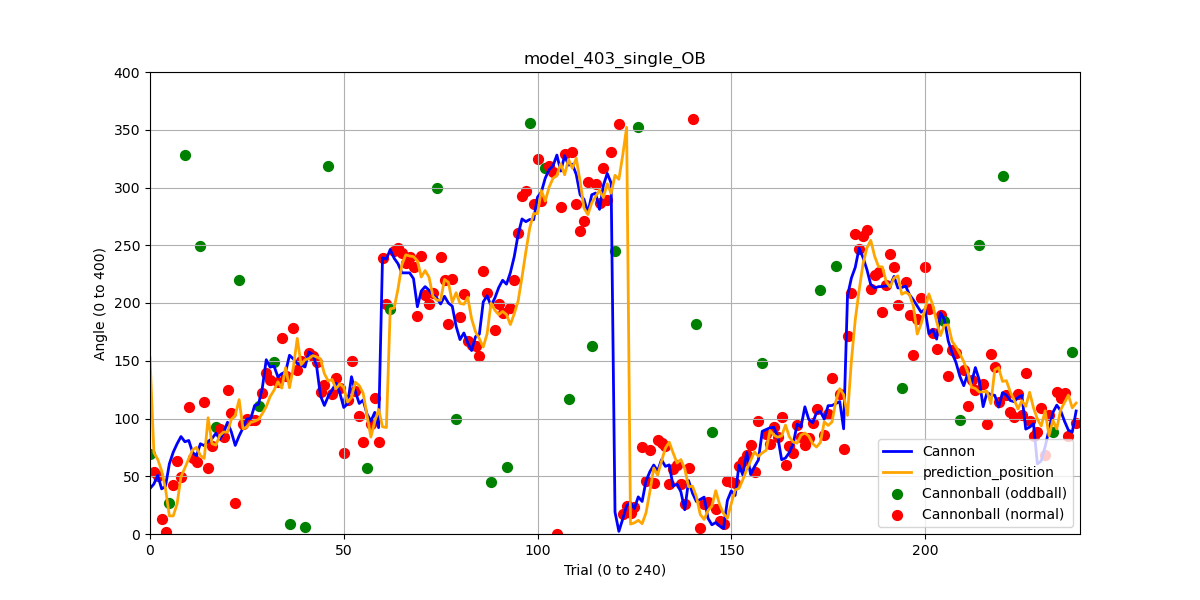 model_403_single_OB
Angle (0 to 400)
400
350
300
250
200
150
100
50
0
0 50 100 150 200
Trial (0 to 240)
Cannon
prediction_position
Cannonball (oddball)
Cannonball (normal)